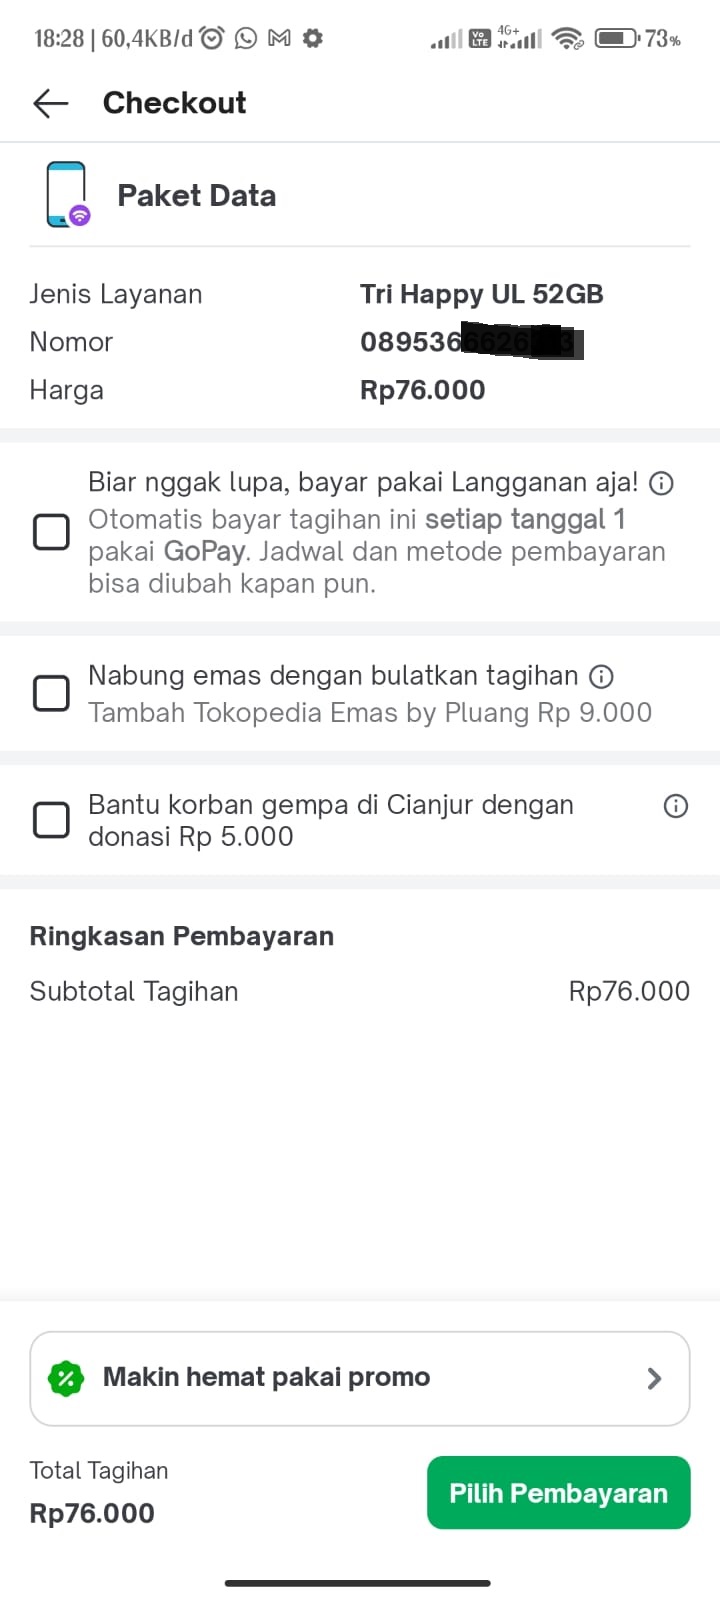 18:28 | 60,4KB/d
Vo LTE 4G+ 73%
Checkout
Paket Data
Jenis Layanan Tri Happy UL 52GB
Nomor 0895366626
Harga Rp76.000
Biar nggak lupa, bayar pakai Langganan aja!
Otomatis bayar tagihan ini setiap tanggal 1
pakai GoPay. Jadwal dan metode pembayaran
bisa diubah kapan pun.
Nabung emas dengan bulatkan tagihan
Tambah Tokopedia Emas by Pluang Rp 9.000
Bantu korban gempa di Cianjur dengan
donasi Rp 5.000
Ringkasan Pembayaran
Subtotal Tagihan Rp76.000
Makin hemat pakai promo
Total Tagihan
Rp76.000
Pilih Pembayaran